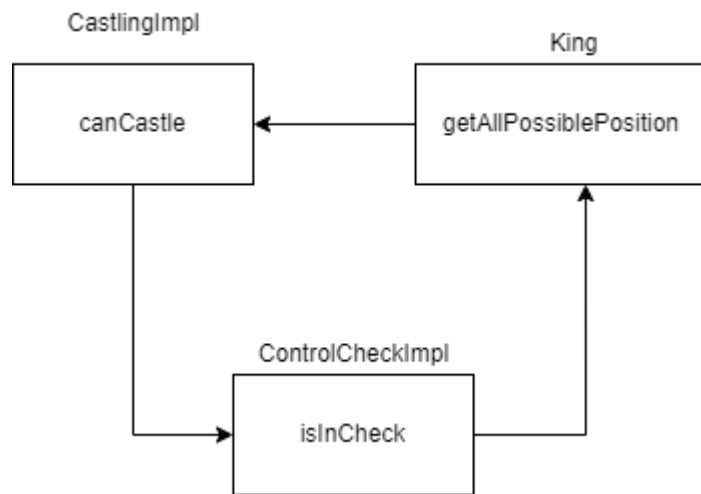 CastlingImpl
King
canCastle
getAllPossiblePosition
ControlCheckImpl
isInCheck